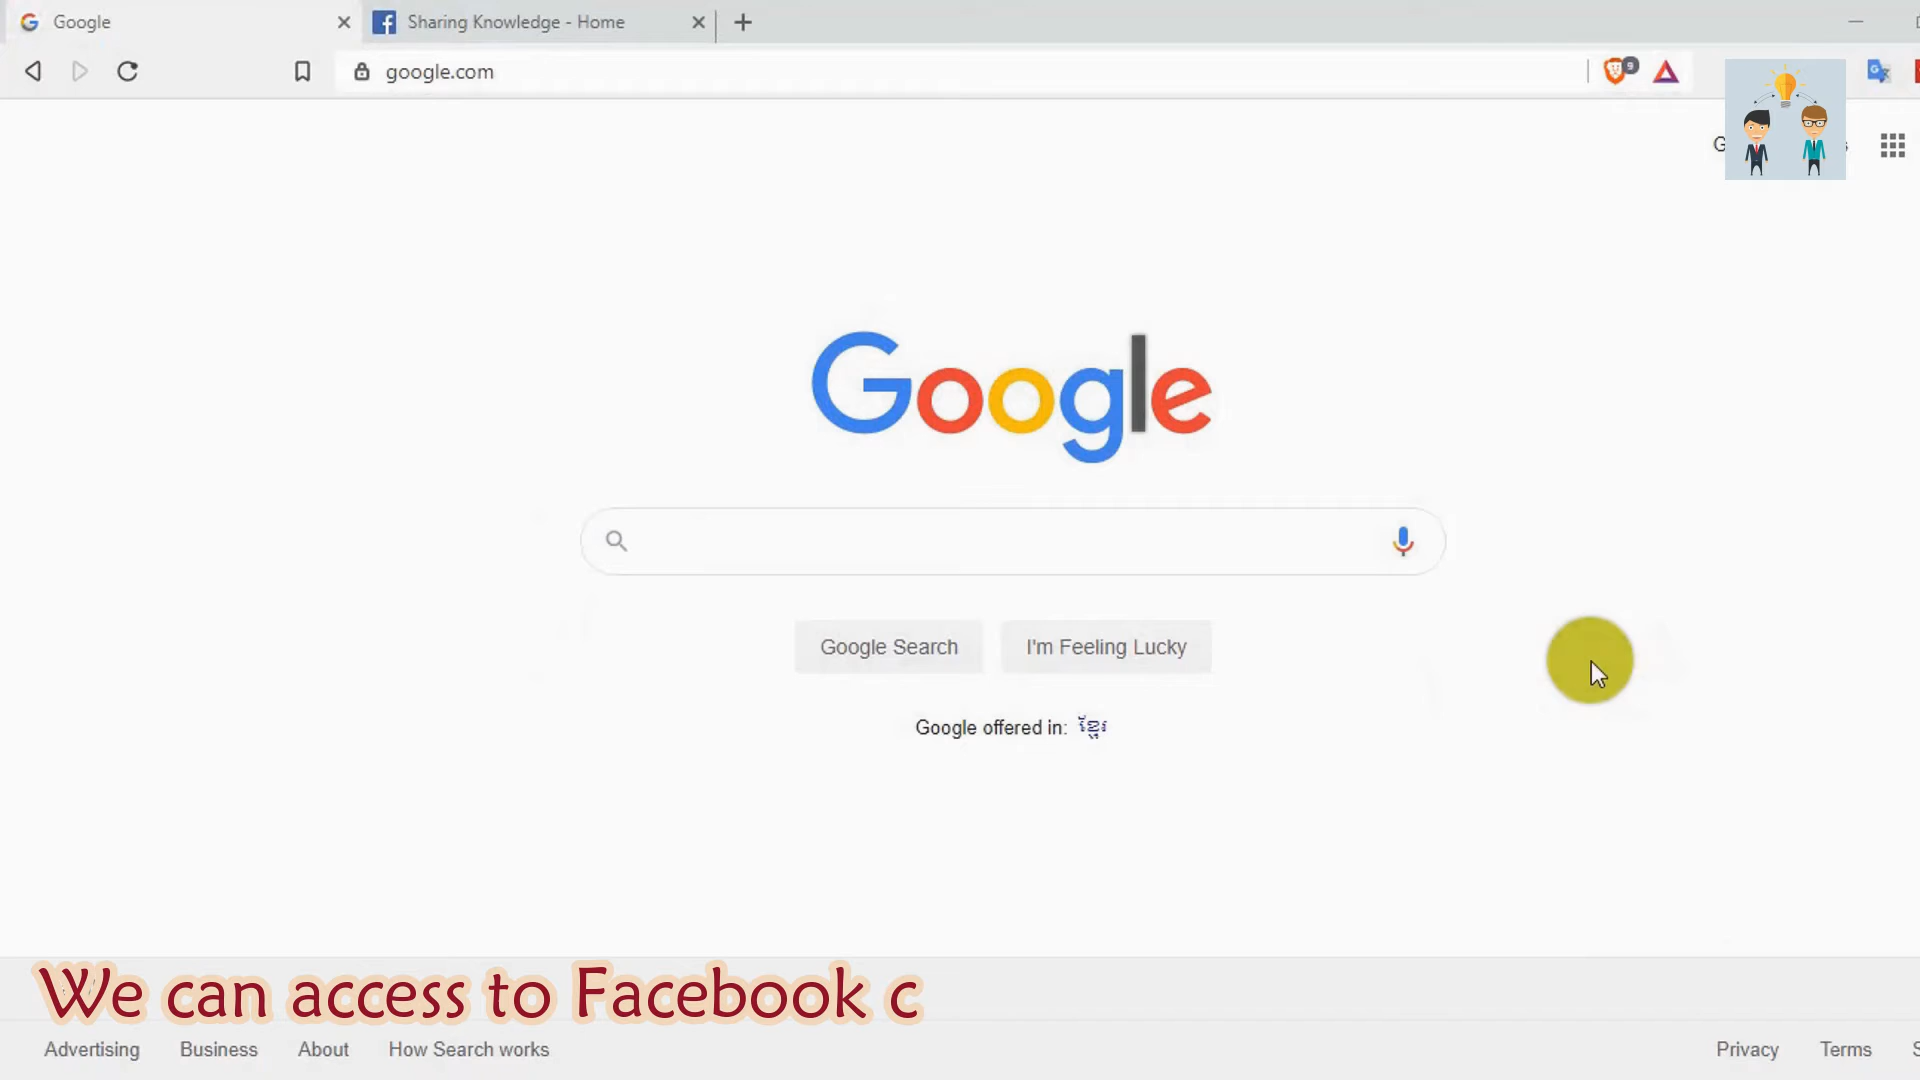 Google
Sharing Knowledge - Home
google.com
9
Google
Google Search
I'm Feeling Lucky
Google offered in: ខ្មែរ
We can access to Facebook c
Advertising
Business
About
How Search works
Privacy
Terms